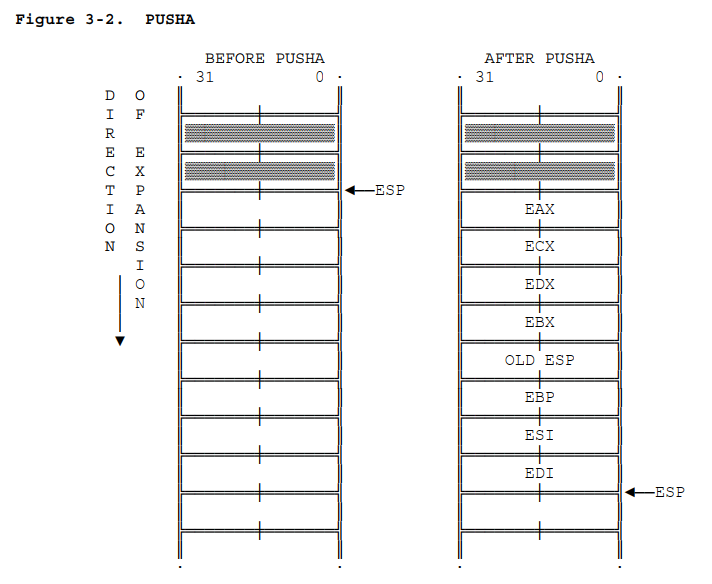 Figure 3-2.  PUSHA
BEFORE PUSHA
31 0
DIRECTION
OF EXPANSION
ESP
AFTER PUSHA
31 0
EAX
ECX
EDX
EBX
OLD ESP
EBP
ESI
EDI
ESP